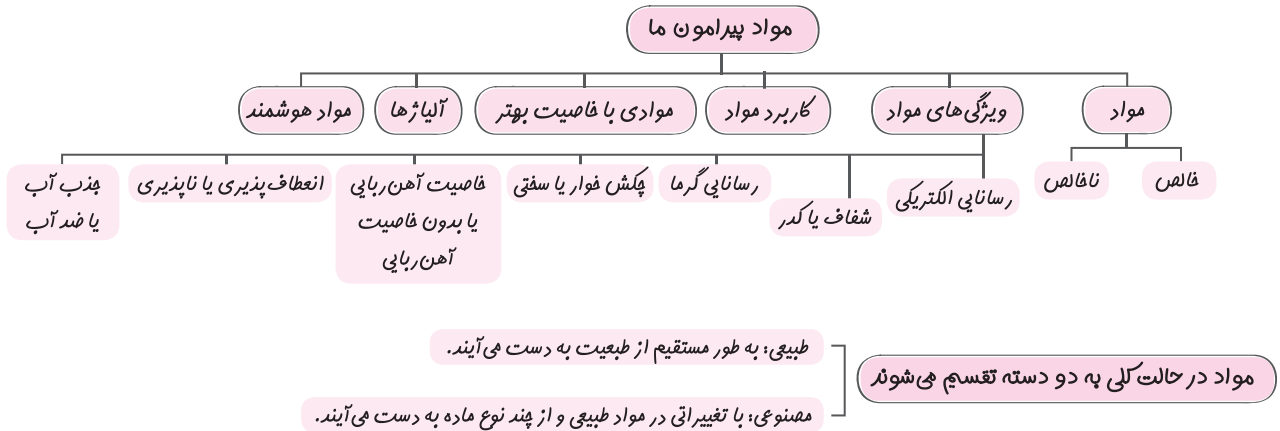 مواد پیرامون ما
مواد
ویژگی‌های مواد
کاربرد مواد
موادی با خاصیت بهتر
آلیاژها
مواد هوشمند
خالص
ناخالص
رسانایی الکتریکی
شفاف یا کدر
رسانایی گرما
چکش خوار یا سختی
خاصیت آهن‌ربایی
یا بدون خاصیت
آهن‌ربایی
انعطاف‌پذیری یا ناپذیری
جذب آب
یا ضد آب
مواد در حالت کلی به دو دسته تقسیم می‌شوند
طبیعی: به طور مستقیم از طبعیت به دست می‌آیند.
مصنوعی: با تغییراتی در مواد طبیعی و از چند نوع ماده به دست می‌آیند.